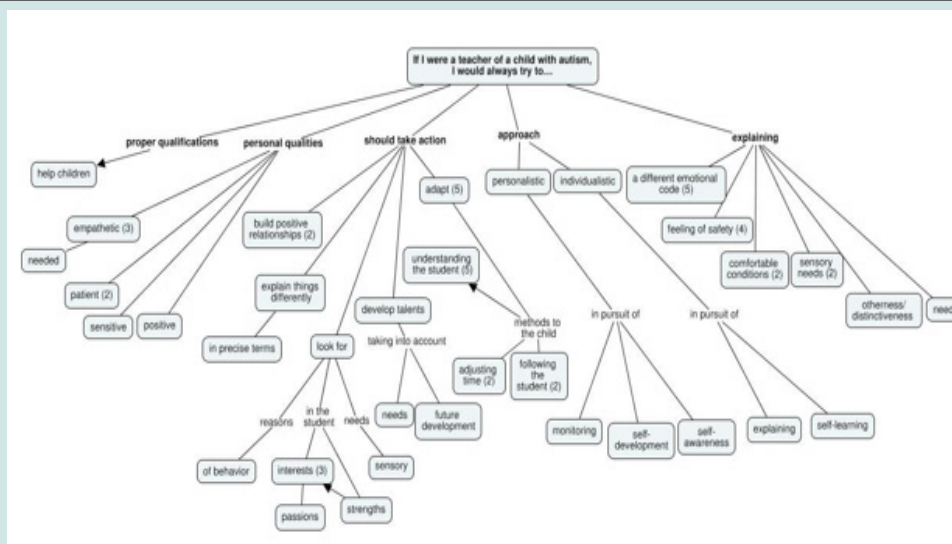 If I were a teacher of a child with autism,
I would always try to...
proper qualifications
personal qualities
should take action
approach
explaining
help children
empathetic (3)
needed
patient (2)
sensitive
positive
build positive
relationships (2)
explain things
differently
in precise terms
look for
reasons
in the
student
needs
of behavior
interests (3)
sensory
passions
strengths
develop talents
taking into account
needs
future
development
adapt (5)
understanding
the student (5)
methods to
the child
adjusting
time (2)
following
the
student (2)
personalistic
individualistic
in pursuit of
in pursuit of
monitoring
self-
development
self-
awareness
explaining
self-learning
a different emotional
code (5)
feeling of safety (4)
comfortable
conditions (2)
sensory
needs (2)
otherness/
distinctiveness